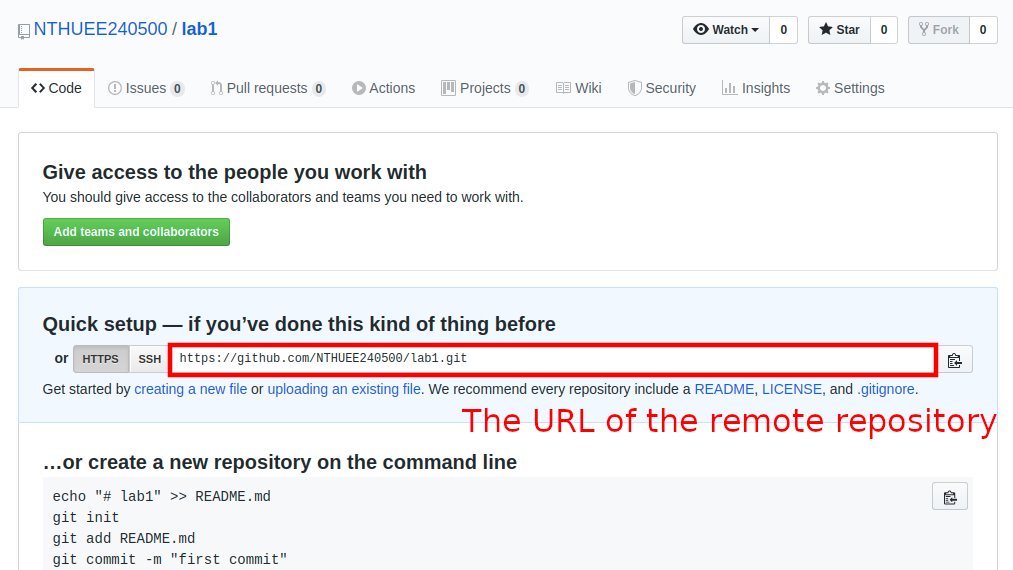 NTHUEE240500 / lab1
Watch 0 Star 0 Fork 0
Code Issues 0 Pull requests 0 Actions Projects 0 Wiki Security Insights Settings
Give access to the people you work with
You should give access to the collaborators and teams you need to work with.
Add teams and collaborators
Quick setup — if you’ve done this kind of thing before
or HTTPS SSH https://github.com/NTHUEE240500/lab1.git
Get started by creating a new file or uploading an existing file. We recommend every repository include a README, LICENSE, and .gitignore.
The URL of the remote repository
…or create a new repository on the command line
echo "# lab1" >> README.md
git init
git add README.md
git commit -m "first commit"